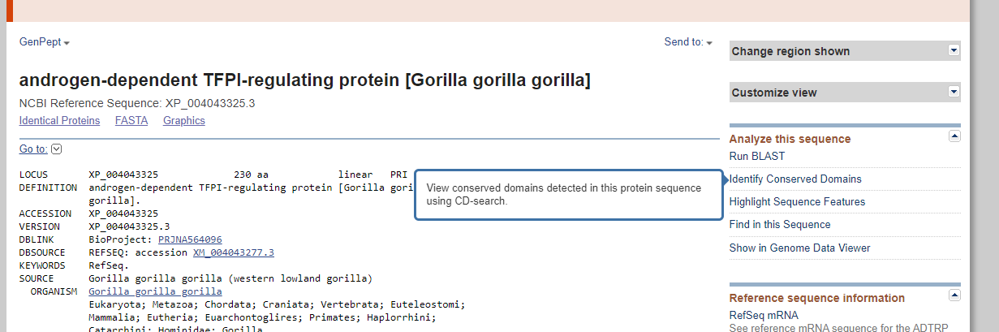 GenPept
Send to:
androgen-dependent TFPI-regulating protein [Gorilla gorilla gorilla]
NCBI Reference Sequence: XP_004043325.3
Identical Proteins FASTA Graphics
Go to:
LOCUS XP_004043325 230 aa linear PRI
DEFINITION androgen-dependent TFPI-regulating protein [Gorilla gori
gorilla].
ACCESSION XP_004043325
VERSION XP_004043325.3
DBLINK BioProject: PRJNA564096
DBSOURCE REFSEQ: accession XM_004043277.3
KEYWORDS RefSeq.
SOURCE Gorilla gorilla gorilla (western lowland gorilla)
ORGANISM Gorilla gorilla gorilla
Eukaryota; Metazoa; Chordata; Craniata; Vertebrata; Euteleostomi;
Mammalia; Eutheria; Euarchontoglires; Primates; Haplorrhini;
Catarrhini; Hominidae; Gorilla
View conserved domains detected in this protein sequence
using CD-search.
Change region shown
Customize view
Analyze this sequence
Run BLAST
Identify Conserved Domains
Highlight Sequence Features
Find in this Sequence
Show in Genome Data Viewer
Reference sequence information
RefSeq mRNA
See reference mRNA sequence for the ADTRP